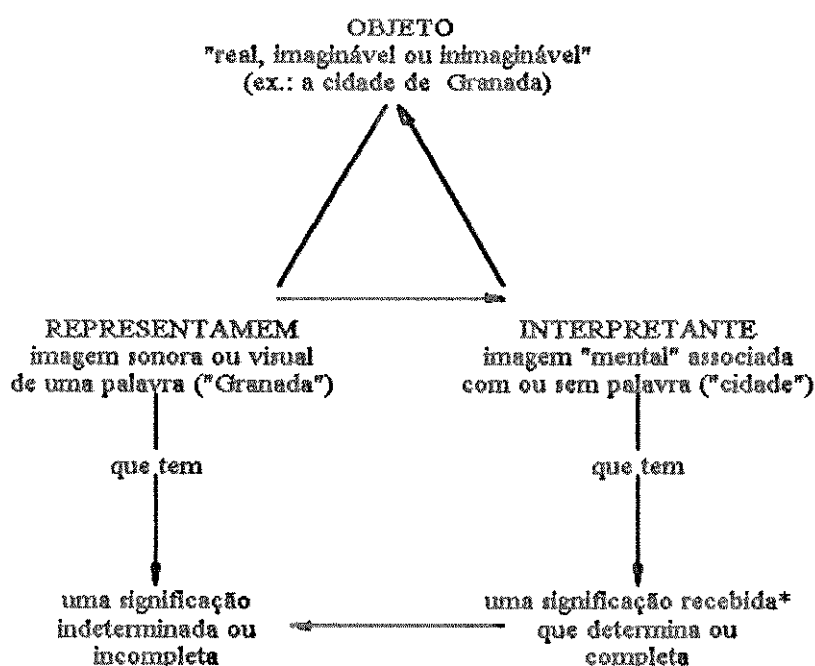 OBJETO
"real, imaginável ou inimaginável"
(ex.: a cidade de Granada)
REPRESENTAMEM
imagem sonora ou visual
de uma palavra ("Granada")
INTERPRETANTE
imagem "mental" associada
com ou sem palavra ("cidade")
que tem
que tem
uma significação
indeterminada ou
incompleta
uma significação recebida*
que determina ou
completa